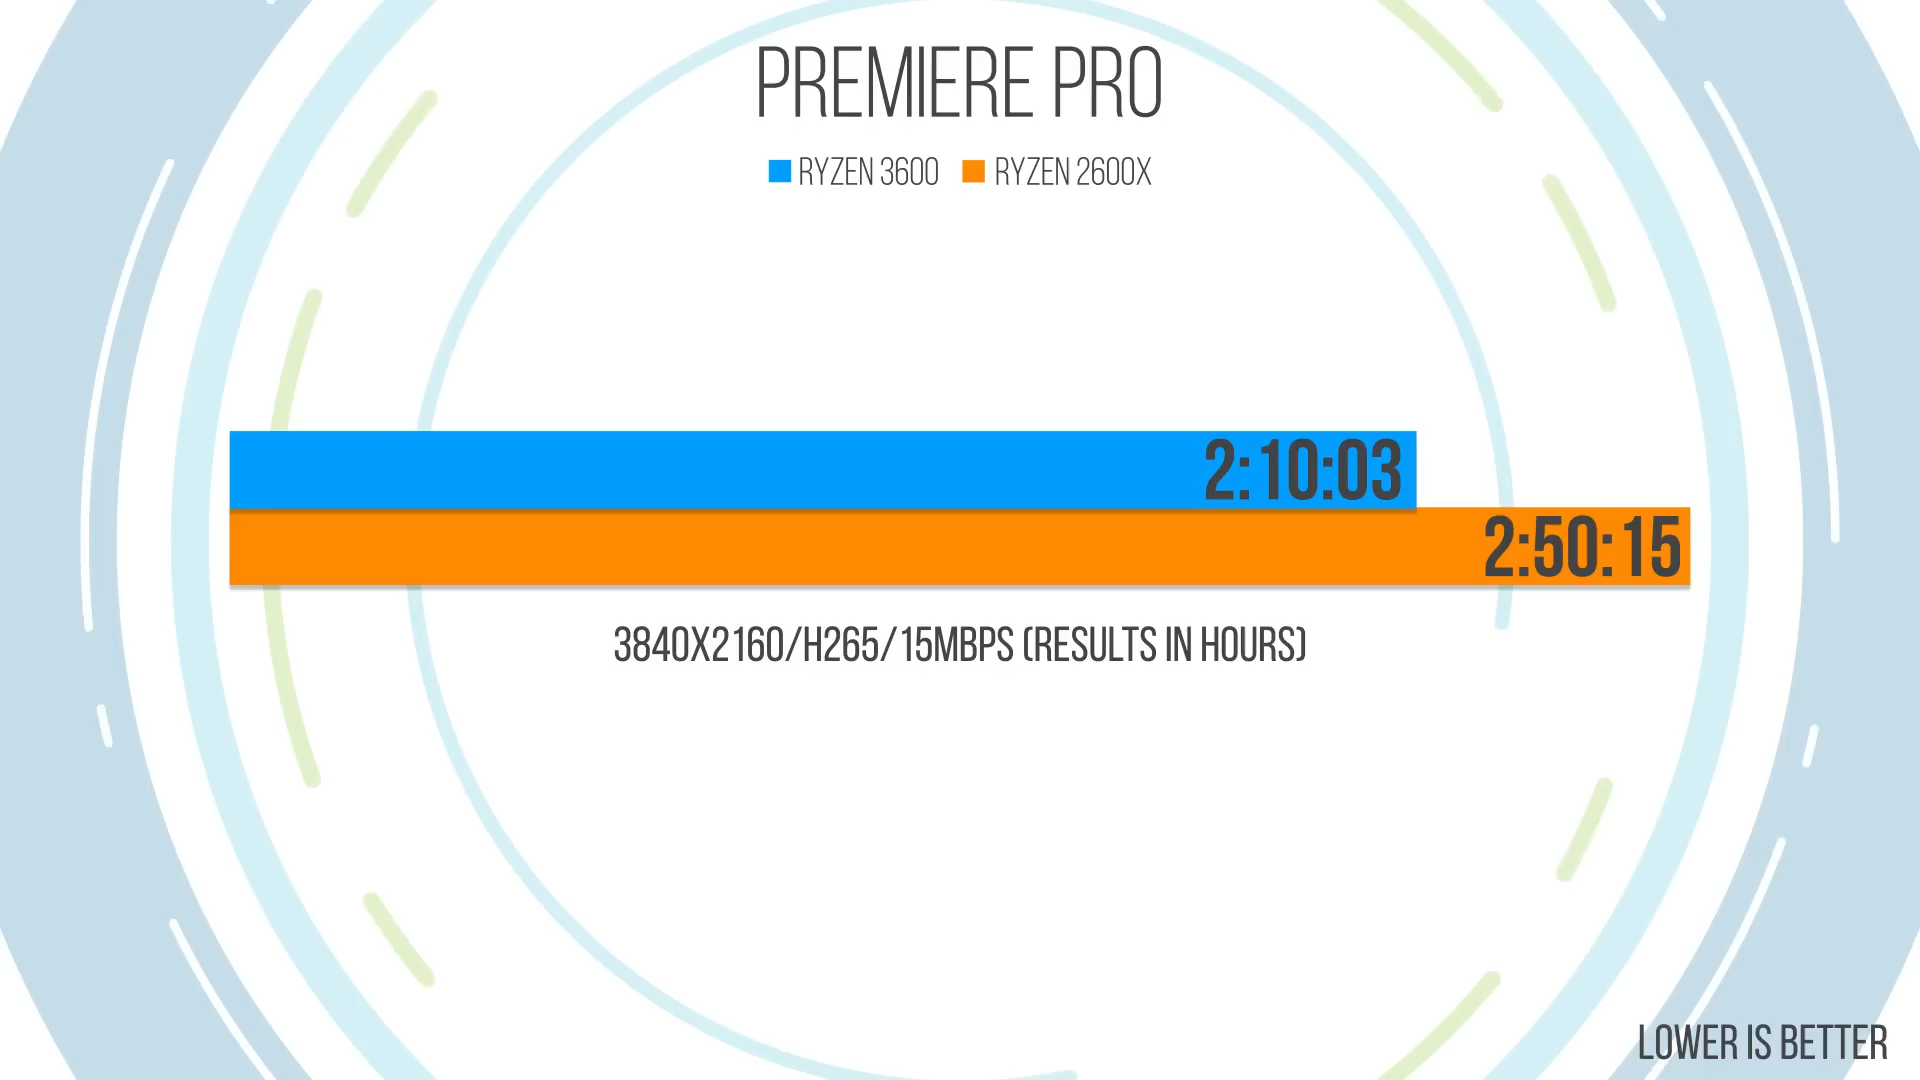 PREMIERE PRO
RYZEN 3600 RYZEN 2600X
2:10:03
2:50:15
3840X2160/H265/15MBPS (RESULTS IN HOURS)
LOWER IS BETTER